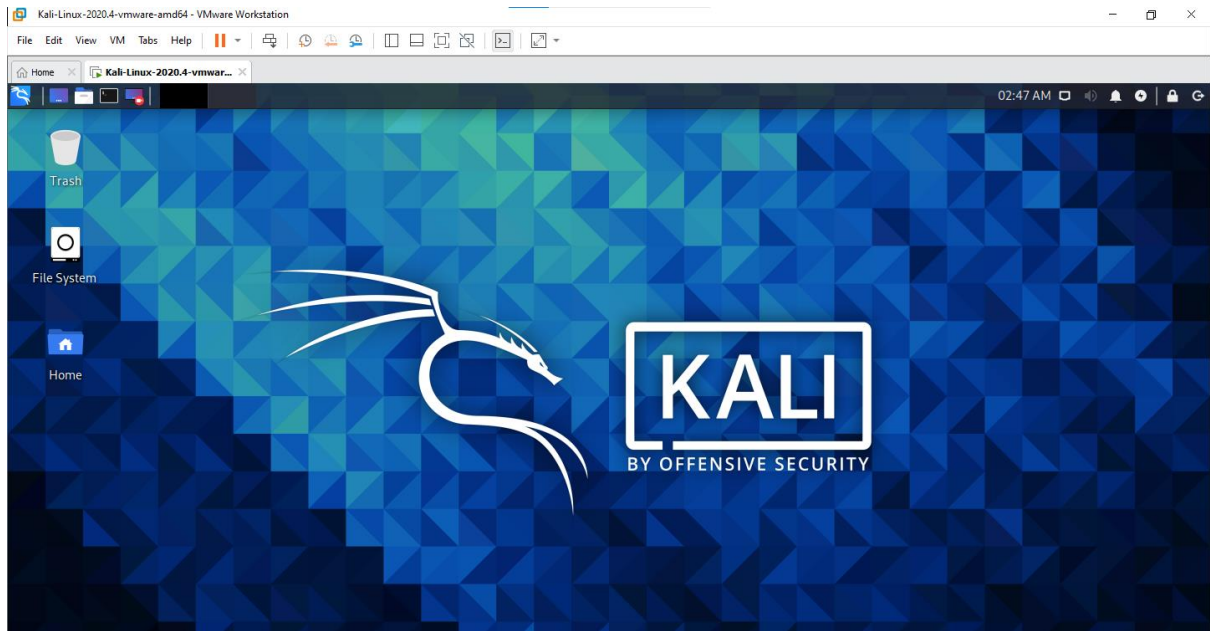 Kali-Linux-2020.4-vmware-amd64 - VMware Workstation
File Edit View VM Tabs Help
Home Kali-Linux-2020.4-vmwar...
02:47 AM
Trash
File System
Home
KALI
BY OFFENSIVE SECURITY